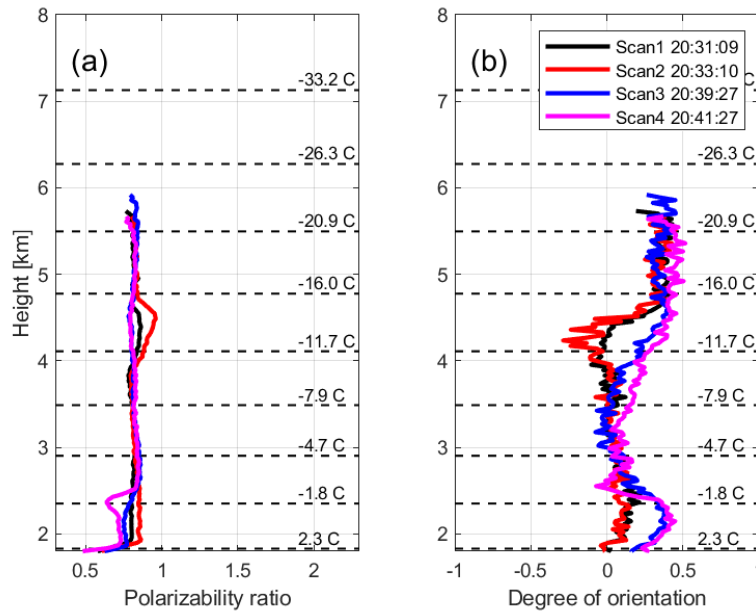 (a)
8
7
6
5
4
3
2
Height [km]
-33.2 C
-26.3 C
-20.9 C
-16.0 C
-11.7 C
-7.9 C
-4.7 C
-1.8 C
2.3 C
0.5 1 1.5 2
Polarizability ratio
(b)
Scan1 20:31:09
Scan2 20:33:10
Scan3 20:39:27
Scan4 20:41:27
8
7
6
5
4
3
2
C
-26.3 C
-20.9 C
-16.0 C
-11.7 C
-7.9 C
-4.7 C
-1.8 C
2.3 C
-1 -0.5 0 0.5
Degree of orientation